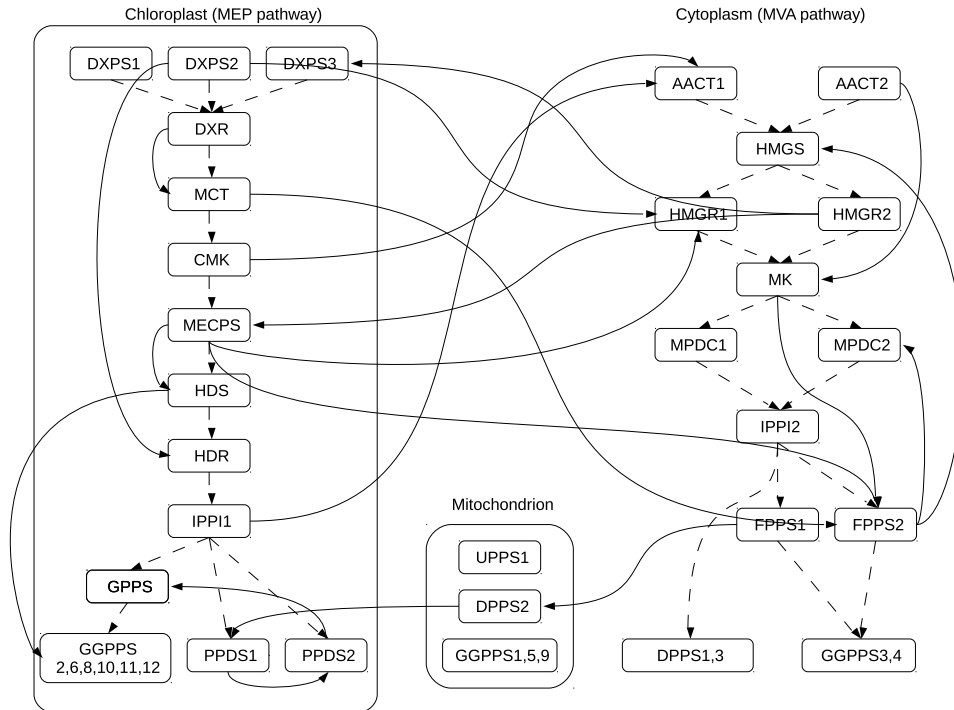 Chloroplast (MEP pathway)
Cytoplasm (MVA pathway)
DXPS1
DXPS2
DXPS3
AACT1
AACT2
DXR
HMGS
MCT
HMGR1
HMGR2
CMK
MK
MECPS
MPDC1
MPDC2
HDS
IPPI2
HDR
Mitochondrion
IPPI1
FPPS1
FPPS2
UPPS1
GPPS
DPPS2
GGPPS
2,6,8,10,11,12
PPDS1
PPDS2
GGPPS1,5,9
DPPS1,3
GGPPS3,4